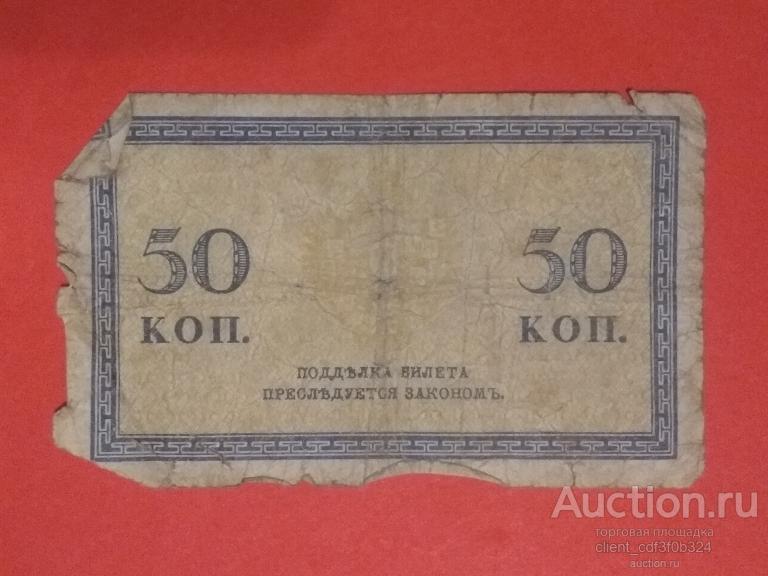 50 50
КОП. КОП.
ПОДДѢЛКА БИЛЕТА
ПРЕСЛѢДУЕТСЯ ЗАКОНОМЪ.
Auction.ru
торговая площадка
client_cdf3f0b324
auction.ru